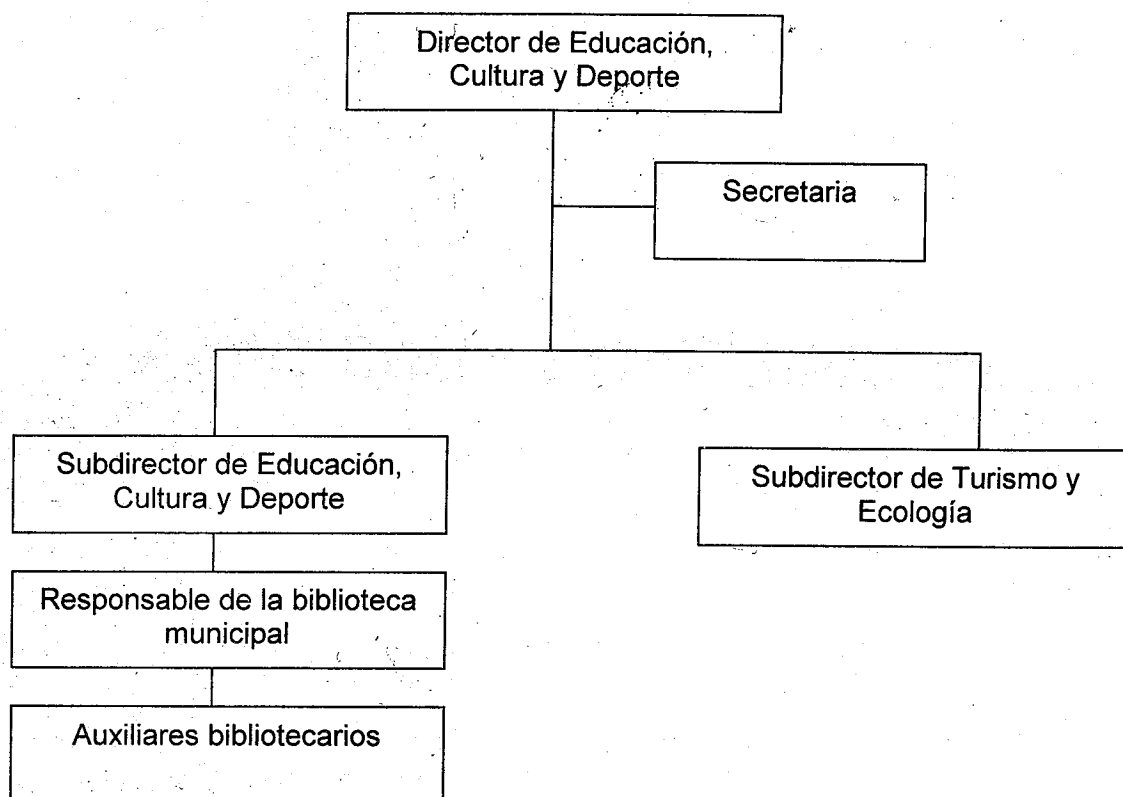 Director de Educación,
Cultura y Deporte
Secretaria
Subdirector de Educación,
Cultura y Deporte
Subdirector de Turismo y
Ecología
Responsable de la biblioteca
municipal
Auxiliares bibliotecarios